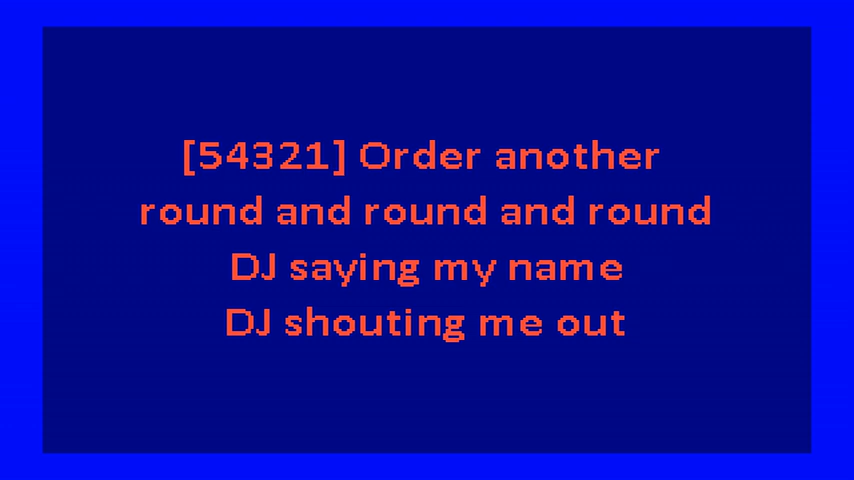 [54321] Order another
round and round and round
DJ saying my name
DJ shouting me out